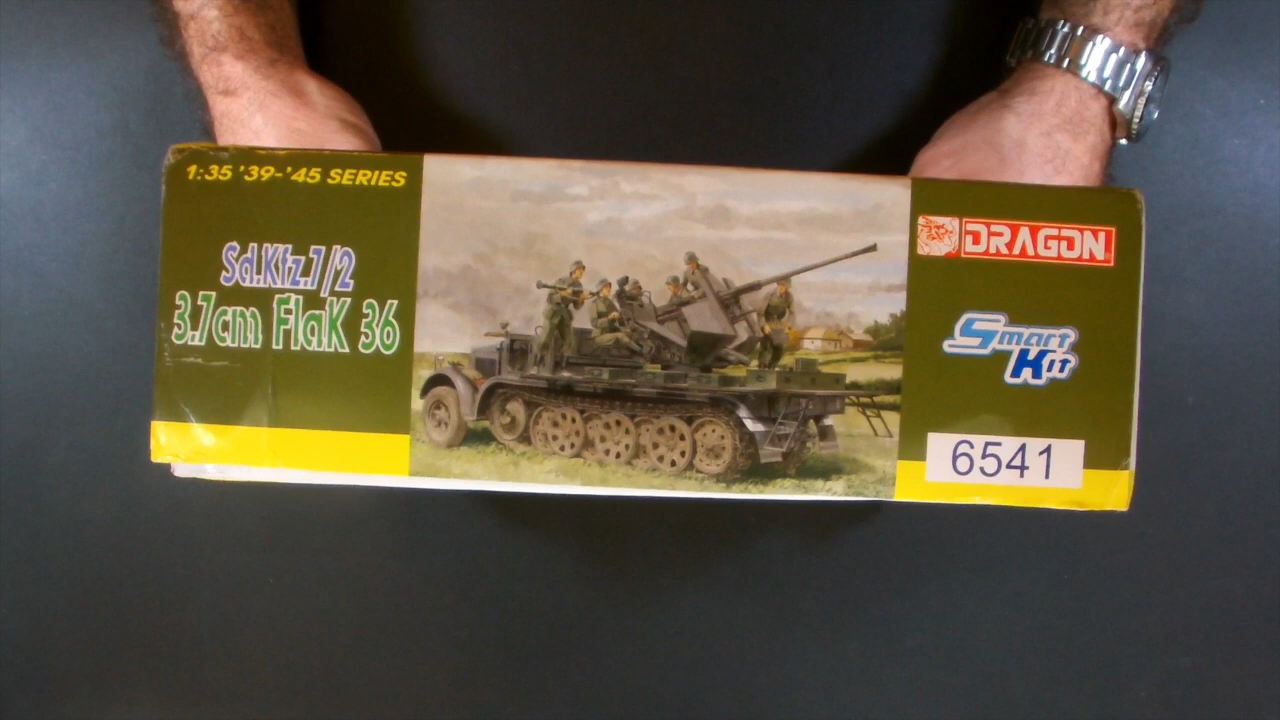 1:35 '39-'45 SERIES
Sd.Kfz.7/2
3.7cm FlaK 36
DRAGON
Smart
Kit
6541